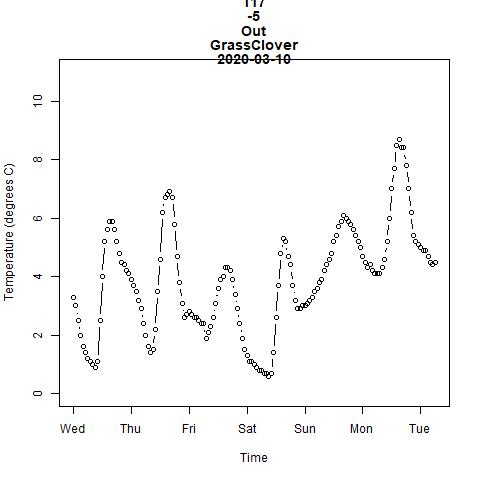 T17
-5
Out
GrassClover
2020-03-10
Temperature (degrees C)
10
8
6
4
2
0
Wed Thu Fri Sat Sun Mon Tue
Time